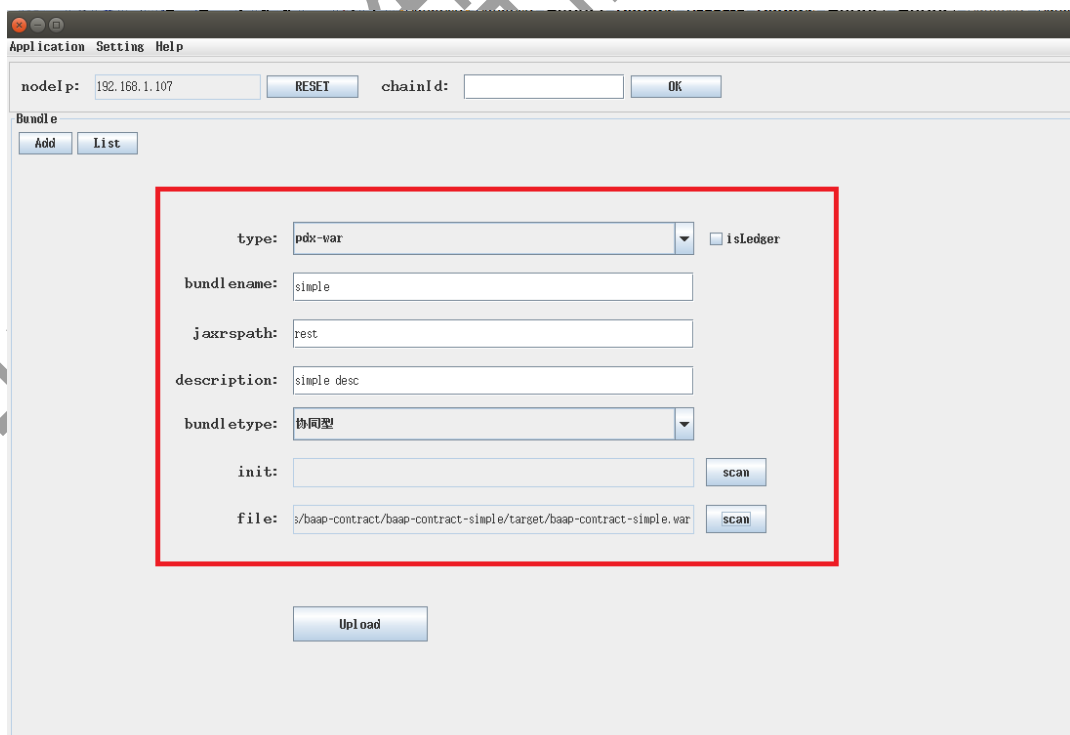 Application Setting Help
nodeIp: 192.168.1.107 RESET chainId: OK
Bundle
Add List
type: pdx-war isLedger
bundlename: simple
jaxrspath: rest
description: simple desc
bundletype: 协同型
init: scan
file: s/baap-contract/baap-contract-simple/target/baap-contract-simple.war scan
Upload